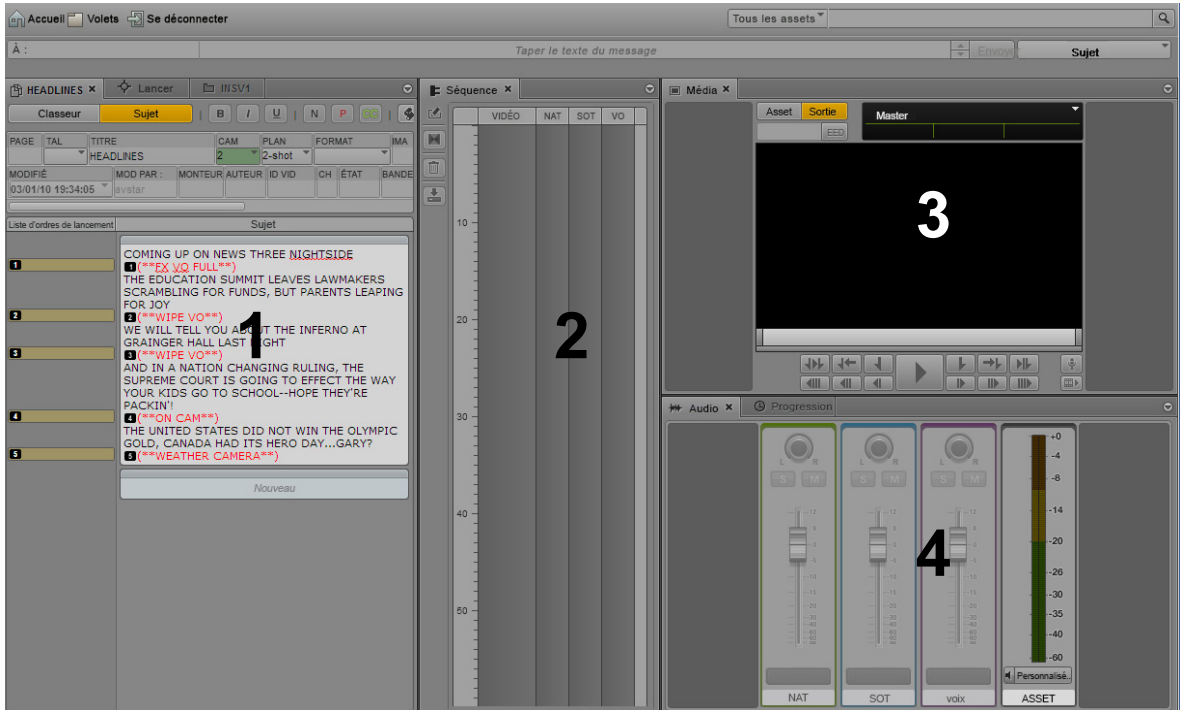 Accueil Volets Se déconnecter Tous les assets
À : Taper le texte du message Envoyer Sujet
HEADLINES × Lancer INSV1
Classeur Sujet B I U N P
PAGE TAL TITRE CAM PLAN FORMAT IMA
HEADLINES 2 2-shot
MODIFIÉ MOD PAR : MONTEUR AUTEUR ID VID CH ÉTAT BANDE
03/01/10 19:34:05 avstar
Liste d'ordres de lancement Sujet
COMING UP ON NEWS THREE NIGHTSIDE
1 1 (**FX VO FULL**)
THE EDUCATION SUMMIT LEAVES LAWMAKERS
SCRAMBLING FOR FUNDS, BUT PARENTS LEAPING
FOR JOY
2 2 (**WIPE VO**)
WE WILL TELL YOU ABOUT THE INFERNO AT
GRAINGER HALL LAST NIGHT
3 3 (**WIPE VO**)
AND IN A NATION CHANGING RULING, THE
SUPREME COURT IS GOING TO EFFECT THE WAY
YOUR KIDS GO TO SCHOOL--HOPE THEY'RE
PACKIN'!
4 4 (**ON CAM**)
THE UNITED STATES DID NOT WIN THE OLYMPIC
GOLD, CANADA HAD ITS HERO DAY...GARY?
5 5 (**WEATHER CAMERA**)
Nouveau
1
Séquence ×
VIDÉO NAT SOT VO
10
20
30
40
50
2
Média ×
Asset Sortie Master
3
Audio × Progression
L R L R L R
S M S M S M
+0
-4
-8
-14
-20
-26
-30
-35
-40
-60
4
Personnalisé..
NAT SOT voix ASSET